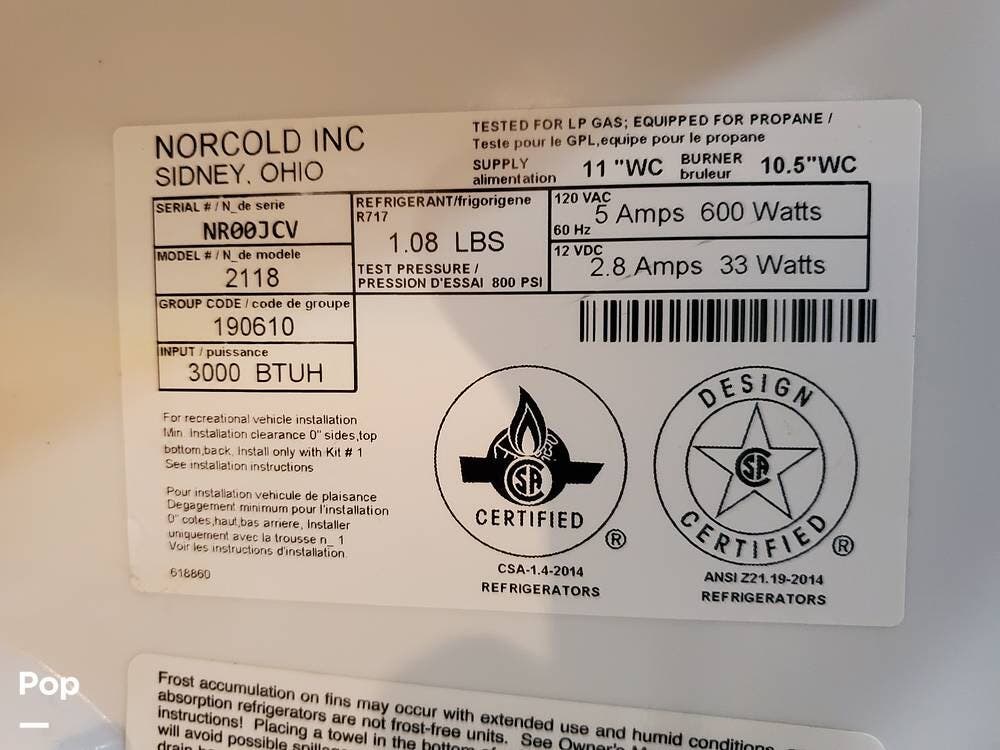 NORCOLD INC
SIDNEY, OHIO
TESTED FOR LP GAS; EQUIPPED FOR PROPANE /
Teste pour le GPL,equipe pour le propane
SUPPLY alimentation 11 "WC BURNER bruleur 10.5"WC
SERIAL # / N_de serie
NR00JCV
MODEL # / N_de modele
2118
GROUP CODE / code de groupe
190610
INPUT / puissance
3000 BTUH
REFRIGERANT/frigorigene
R717
1.08 LBS
TEST PRESSURE /
PRESSION D'ESSAI 800 PSI
120 VAC
60 Hz
5 Amps 600 Watts
12 VDC
2.8 Amps 33 Watts
For recreational vehicle installation
Min. Installation clearance 0" sides,top
bottom,back, Install only with Kit # 1
See installation instructions
Pour installation vehicule de plaisance
Degagement minimum pour l'installation
0" cotes,haut,bas arriere, Installer
uniquement avec la trousse n_ 1
Voir les instructions d'installation.
618860
SA
CERTIFIED
®
CSA-1.4-2014
REFRIGERATORS
DESIGN
SA
CERTIFIED
®
ANSI Z21.19-2014
REFRIGERATORS
Frost accumulation on fins may occur with extended use and humid conditions
absorption refrigerators are not frost-free units. See Owner's
instructions! Placing a towel in the bottom
will avoid possible
Pop